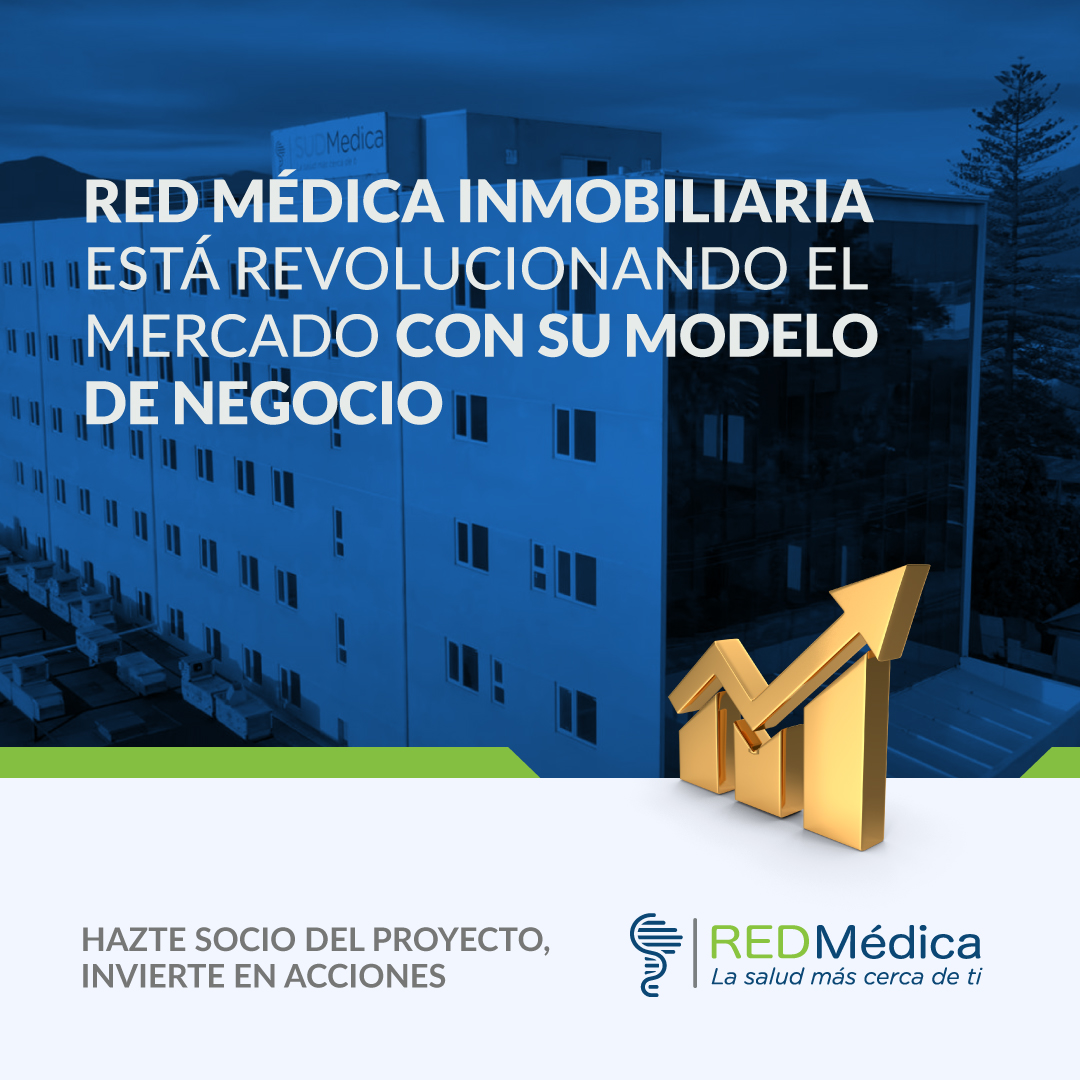 SUDMedica
RED MÉDICA INMOBILIARIA
ESTÁ REVOLUCIONANDO EL
MERCADO CON SU MODELO
DE NEGOCIO
HAZTE SOCIO DEL PROYECTO,
INVIERTE EN ACCIONES
REDMédica
La salud más cerca de ti